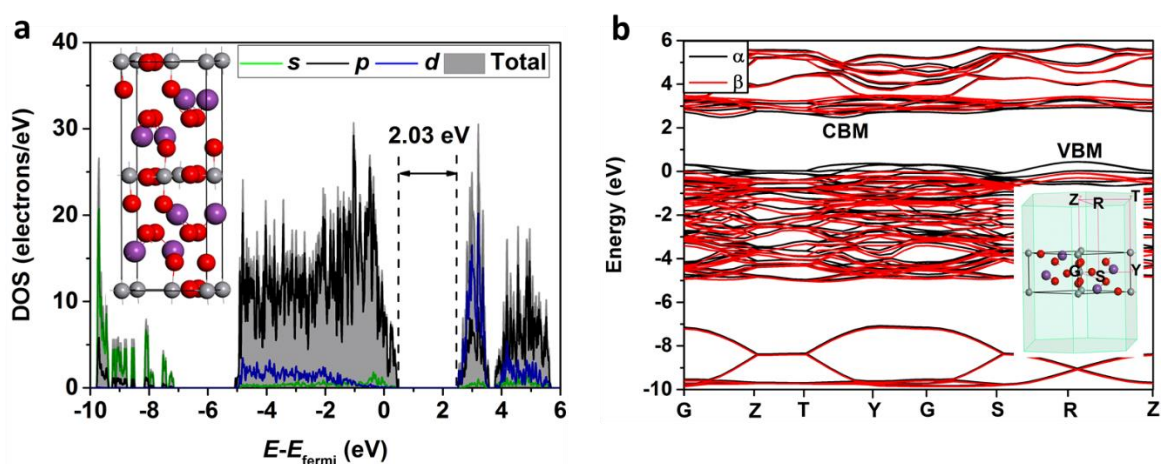 a
DOS (electrons/eV)
40
30
20
10
0
s p d Total
2.03 eV
-10 -8 -6 -4 -2 0 2 4 6
E-Efermi (eV)
b
Energy (eV)
6
4
2
0
-2
-4
-6
-8
-10
α
β
CBM
VBM
Z R T
G S Y
G Z T Y G S R Z